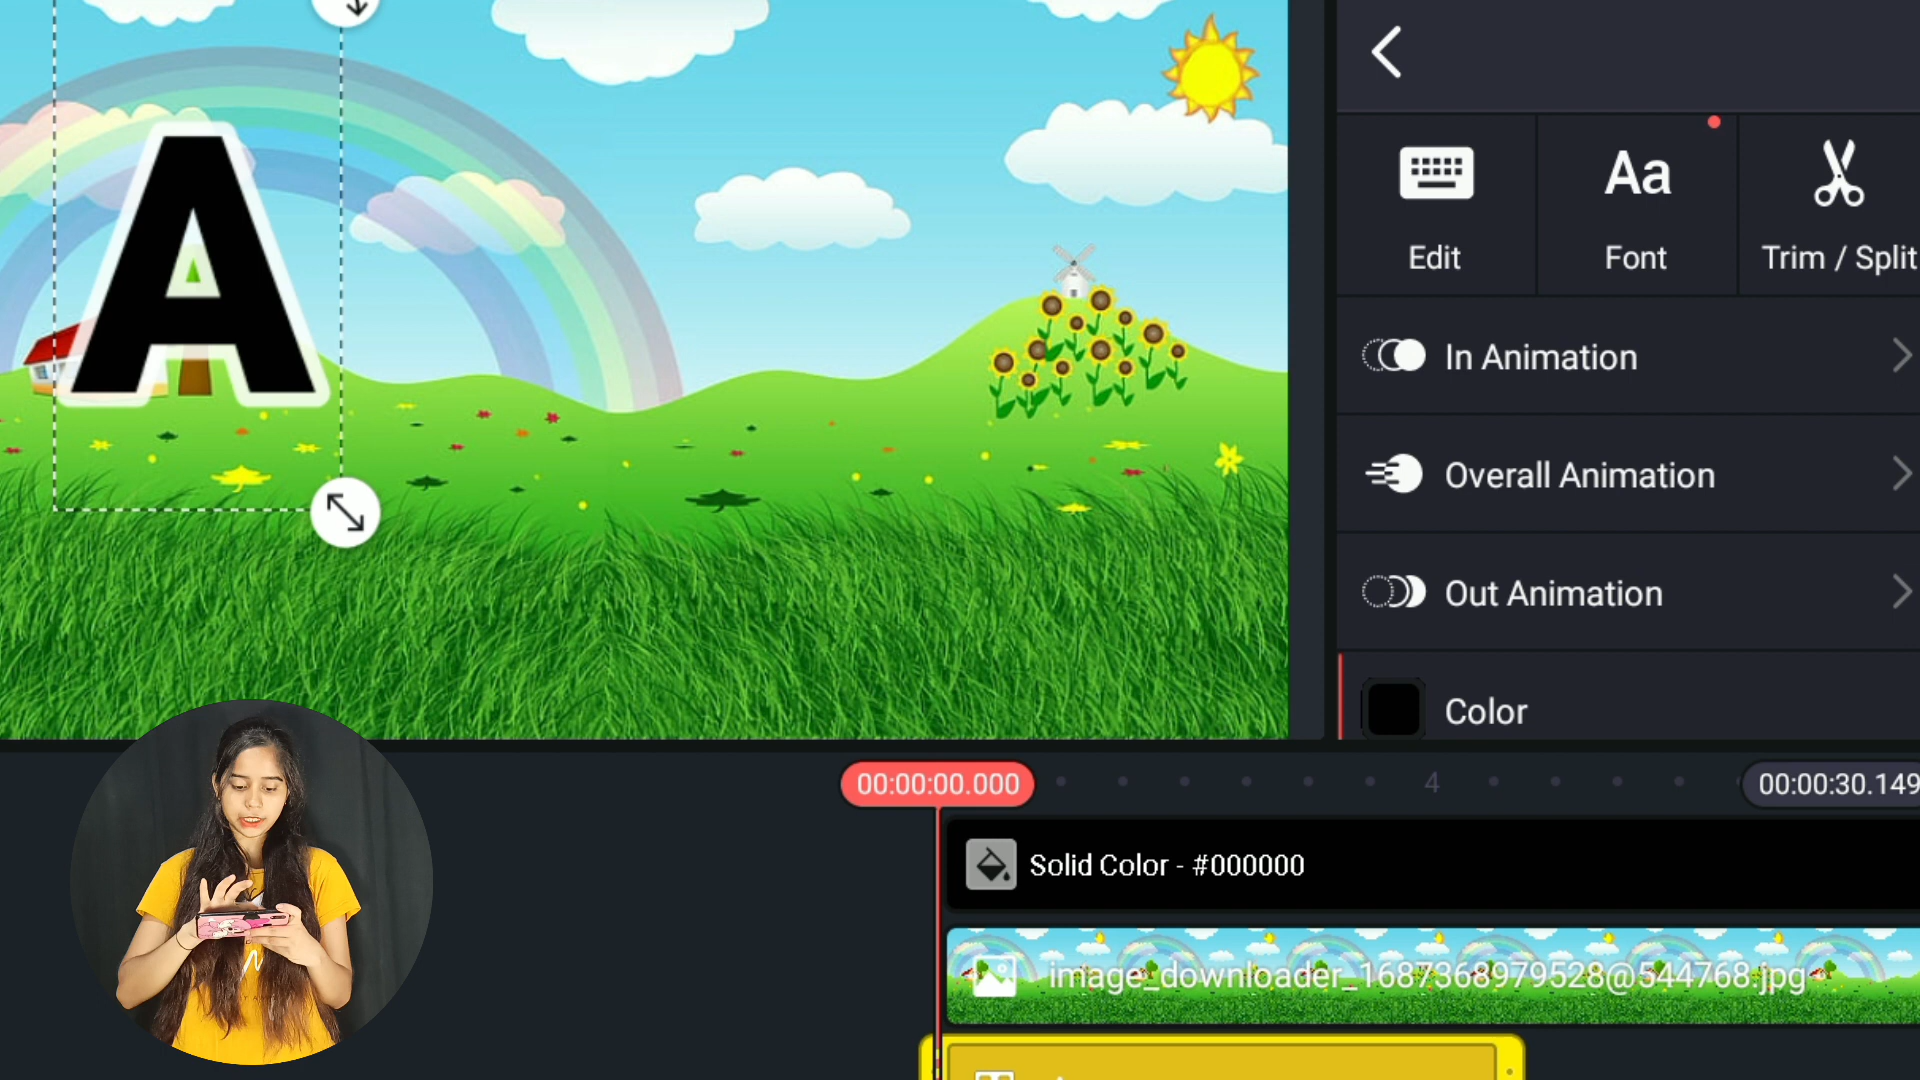 A
Aa
Edit
Font
Trim / Split
In Animation
Overall Animation
Out Animation
Color
00:00:00.000
4
00:00:30.149
Solid Color - #000000
image_downloader_1687368979528@544768.jpg